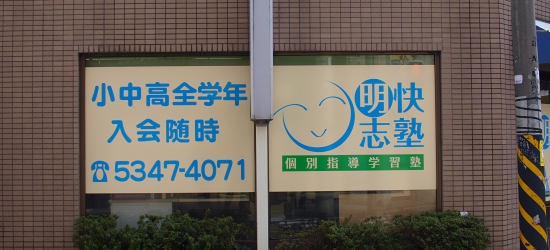 小中高全学年
入会随時
☎5347-4071
明快
志塾
個別指導学習塾